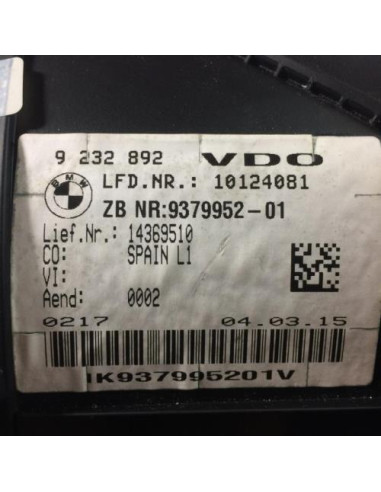 9 232 892 VDO
BMW LFD.NR.: 10124081
ZB NR:9379952-01
Lief.Nr.: 14369510
CO: SPAIN L1
VI:
Aend: 0002
0217 04.03.15
1K937995201V